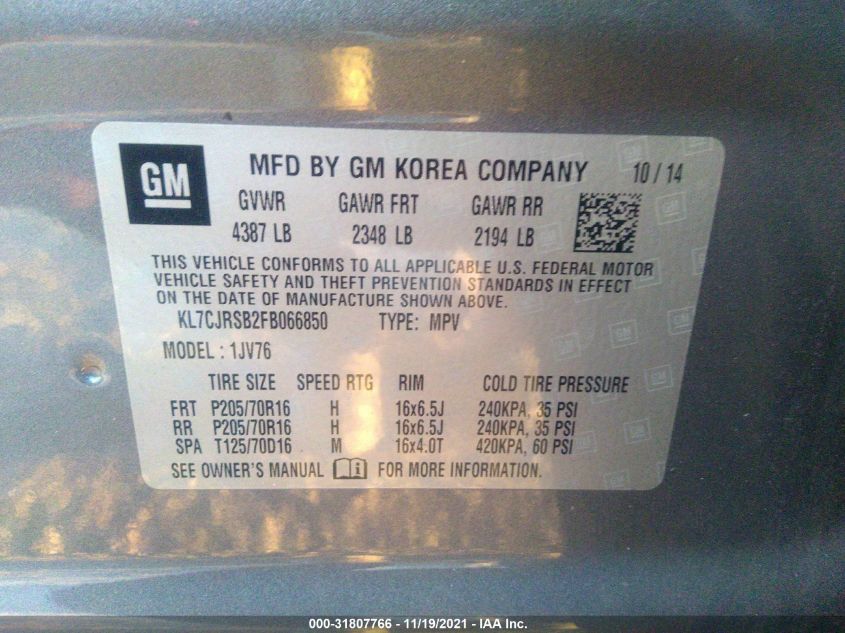 GM MFD BY GM KOREA COMPANY 10 / 14
GVWR GAWR FRT GAWR RR
4387 LB 2348 LB 2194 LB
THIS VEHICLE CONFORMS TO ALL APPLICABLE U.S. FEDERAL MOTOR
VEHICLE SAFETY AND THEFT PREVENTION STANDARDS IN EFFECT
ON THE DATE OF MANUFACTURE SHOWN ABOVE.
KL7CJRSB2FB066850 TYPE: MPV
MODEL : 1JV76
TIRE SIZE SPEED RTG RIM COLD TIRE PRESSURE
FRT P205/70R16 H 16x6.5J 240KPA, 35 PSI
RR P205/70R16 H 16x6.5J 240KPA, 35 PSI
SPA T125/70D16 M 16x4.0T 420KPA, 60 PSI
SEE OWNER'S MANUAL FOR MORE INFORMATION.
000-31807766 - 11/19/2021 - IAA Inc.